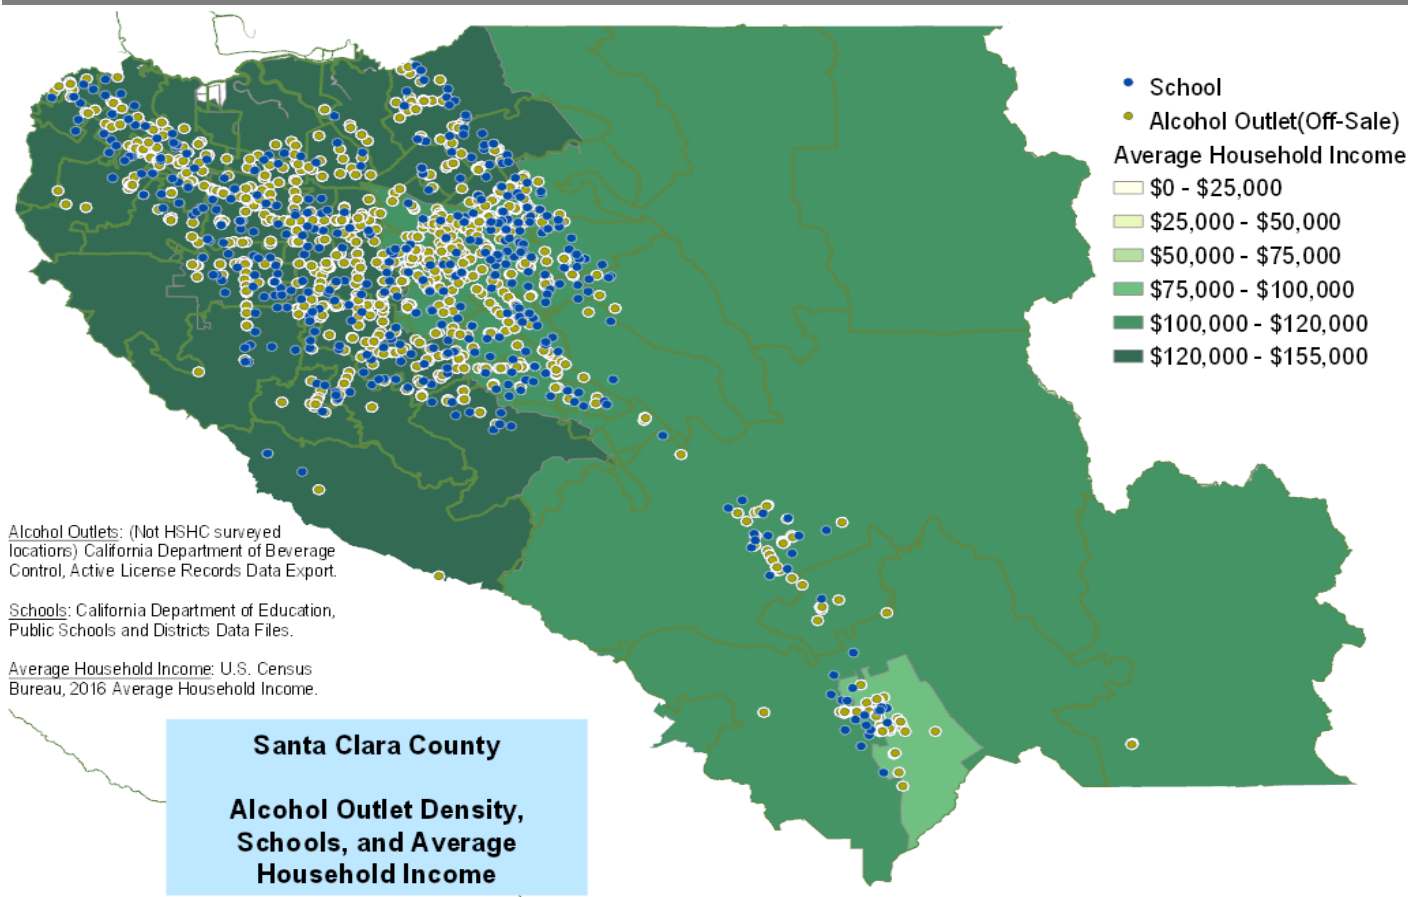 School
Alcohol Outlet(Off-Sale)
Average Household Income
$0 - $25,000
$25,000 - $50,000
$50,000 - $75,000
$75,000 - $100,000
$100,000 - $120,000
$120,000 - $155,000
Alcohol Outlets: (Not HSHC surveyed
locations) California Department of Beverage
Control, Active License Records Data Export.
Schools: California Department of Education,
Public Schools and Districts Data Files.
Average Household Income: U.S. Census
Bureau, 2016 Average Household Income.
Santa Clara County
Alcohol Outlet Density,
Schools, and Average
Household Income